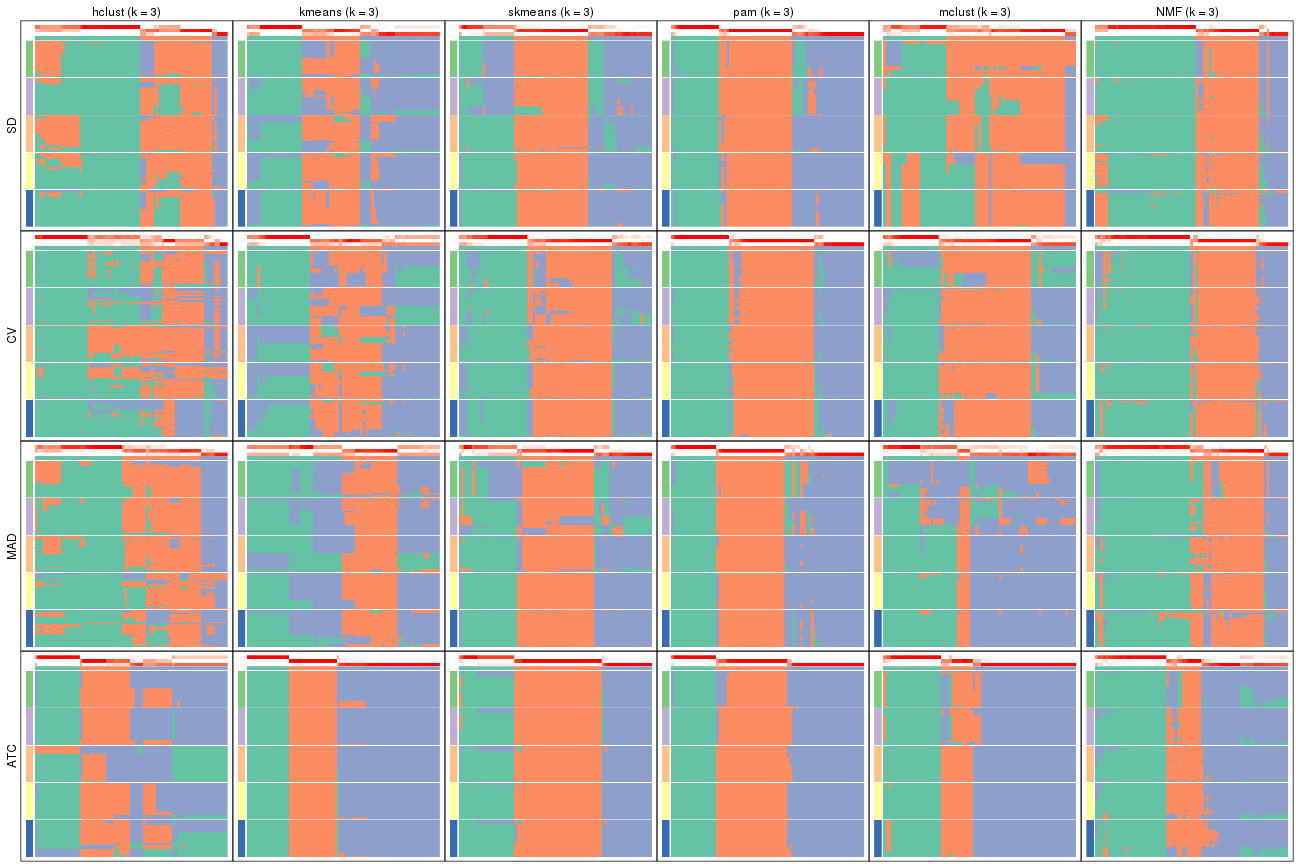 hclust (k = 3) kmeans (k = 3) skmeans (k = 3) pam (k = 3) mclust (k = 3) NMF (k = 3)
SD
CV
MAD
ATC